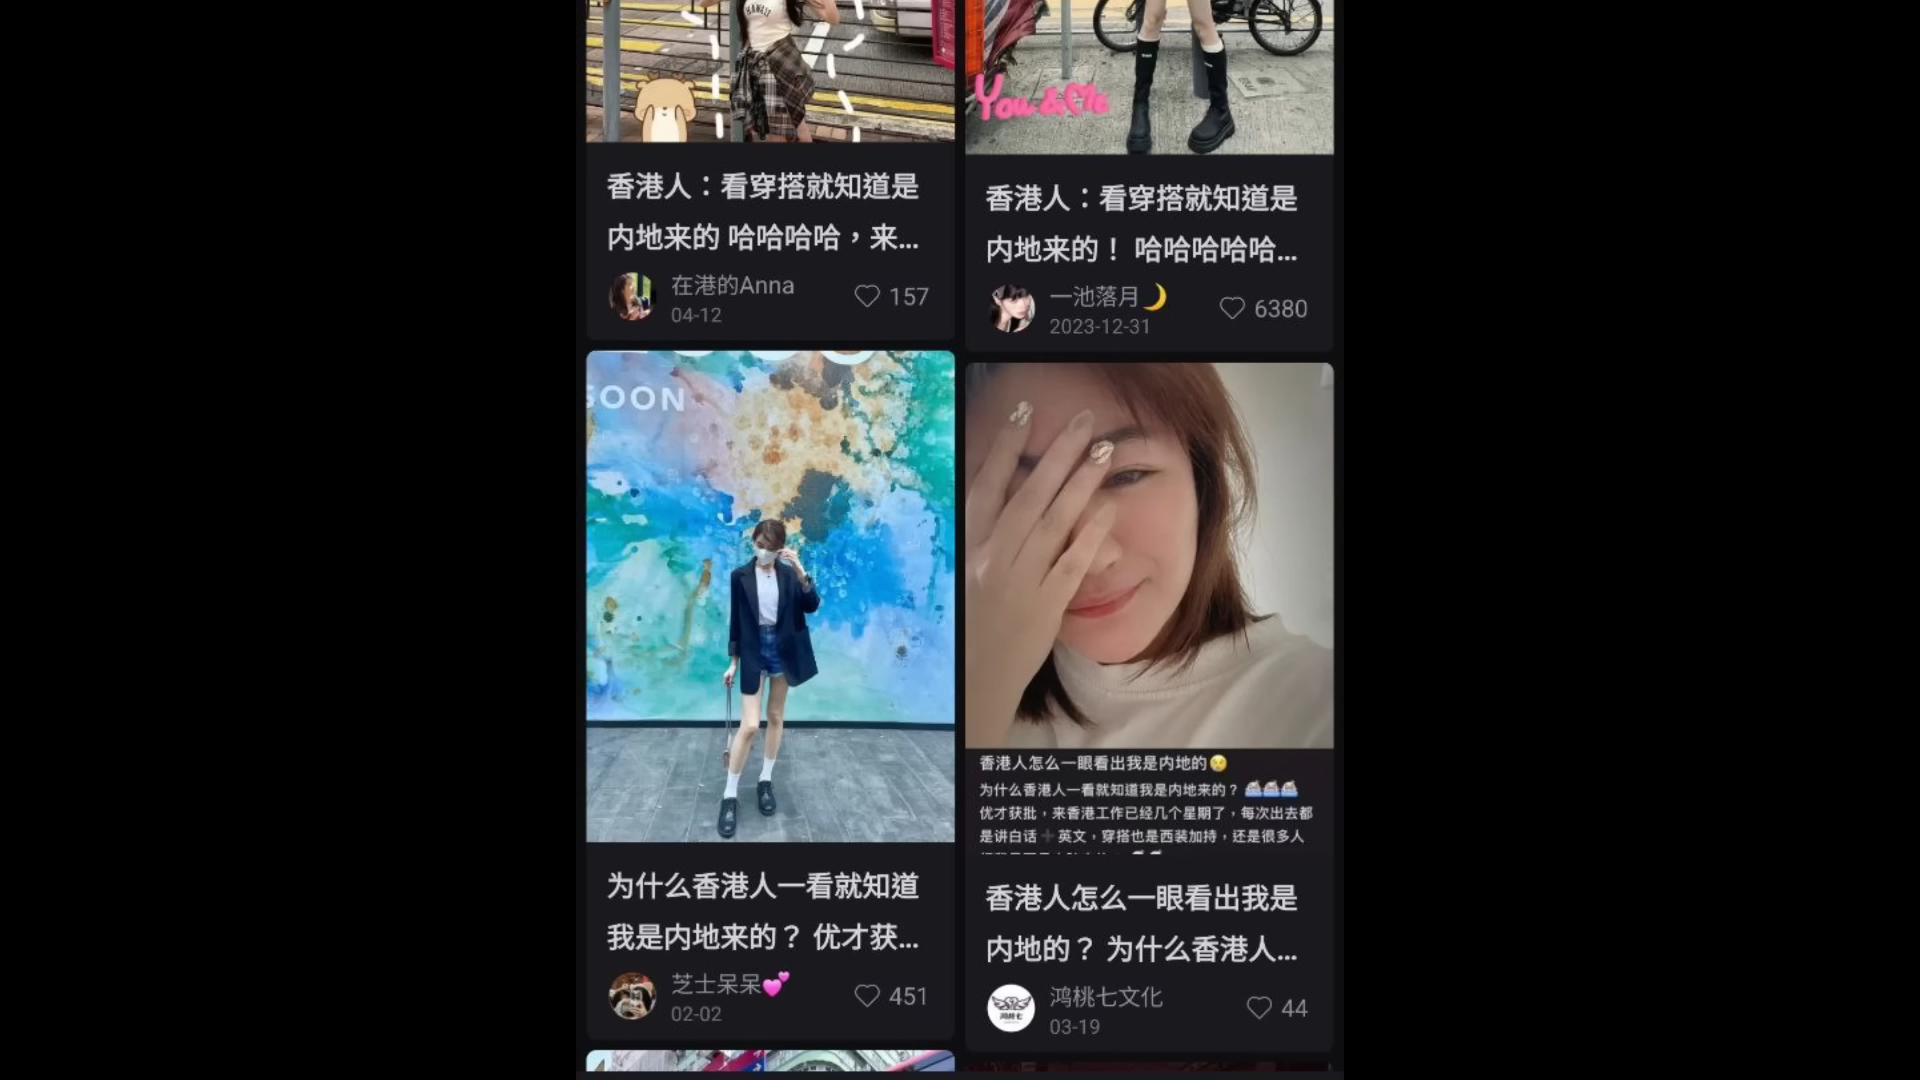 HAWAII
香港人：看穿搭就知道是
内地来的 哈哈哈哈，来...
在港的Anna
157
04-12
You & Me
香港人：看穿搭就知道是
内地来的！ 哈哈哈哈哈...
一池落月🌙
6380
2023-12-31
SOON
为什么香港人一看就知道
我是内地来的？ 优才获...
芝士呆呆💕
451
02-02
香港人怎么一眼看出我是内地的😢
为什么香港人一看就知道我是内地来的？
优才获批，来香港工作已经几个星期了，每次出去都
是讲白话➕英文，穿搭也是西装加持，还是很多人
香港人怎么一眼看出我是
内地的？ 为什么香港人...
鸿桃七文化
44
03-19